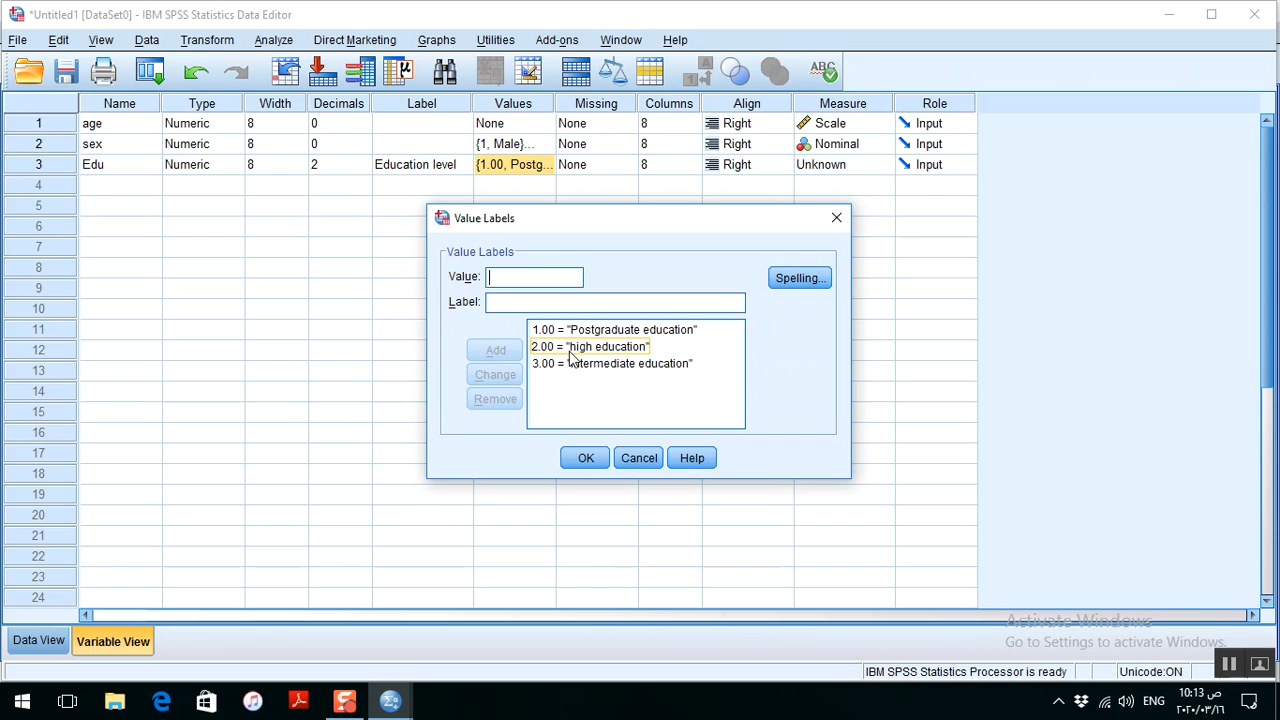 *Untitled1 [DataSet0] - IBM SPSS Statistics Data Editor
File Edit View Data Transform Analyze Direct Marketing Graphs Utilities Add-ons Window Help
Name Type Width Decimals Label Values Missing Columns Align Measure Role
1 age Numeric 8 0 None None 8 Right Scale Input
2 sex Numeric 8 0 {1, Male}... None 8 Right Nominal Input
3 Edu Numeric 8 2 Education level {1.00, Postg... None 8 Right Unknown Input
4
5
6
7
8
9
10
11
12
13
14
15
16
17
18
19
20
21
22
23
24
Value Labels
Value Labels
Value:
Spelling...
Label:
1.00 = "Postgraduate education"
2.00 = "high education"
3.00 = education"
Add
Change
Remove
OK Cancel Help
Activate Windows
Go to Settings to activate Windows.
Data View Variable View
IBM SPSS Statistics Processor is ready Unicode:ON
ENG
10:13 ص
٢٠٢٠/٠٣/٢٦